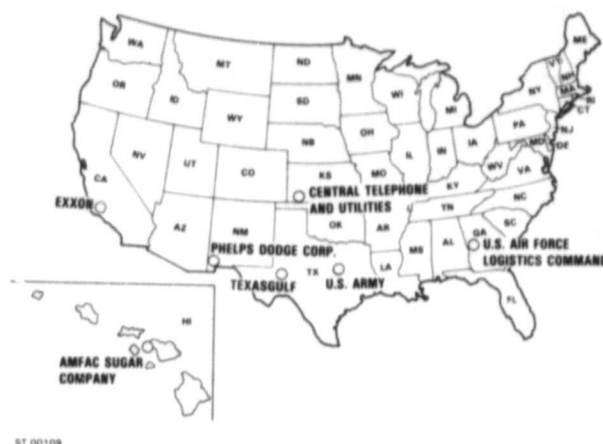 WA
MT
ND
MN
ME
VT
NH
OR
ID
SD
WI
NY
MA
RI
CT
WY
MI
PA
NJ
NB
OH
IL
IN
IA
MD
DE
NV
UT
CO
KS
MO
WV
VA
CA
KY
NC
EXXON
CENTRAL TELEPHONE
AND UTILITIES
TN
AZ
NM
OK
AR
SC
MS
AL
GA
U.S. AIR FORCE
LOGISTICS COMMAND
PHELPS DODGE CORP.
TEXASGULF
TX
U.S. ARMY
LA
FL
HI
AMFAC SUGAR
COMPANY
ST 00109